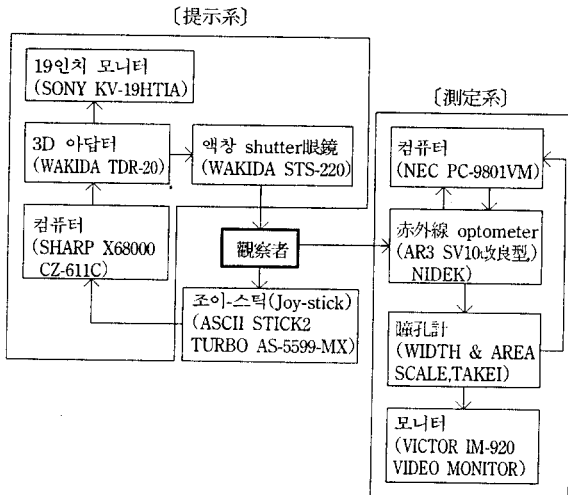 〔提示系〕
19인치 모니터
(SONY KV-19HTIA)
3D 아답터
(WAKIDA TDR-20)
액창 shutter眼鏡
(WAKIDA STS-220)
컴퓨터
(SHARP X68000
CZ-611C)
觀察者
조이-스틱(Joy-stick)
(ASCII STICK2
TURBO AS-5599-MX)
〔測定系〕
컴퓨터
(NEC PC-9801VM)
赤外線 optometer
(AR3 SV10改良型)
NIDEK)
瞳孔計
(WIDTH & AREA
SCALE,TAKEI)
모니터
(VICTOR IM-920
VIDEO MONITOR)